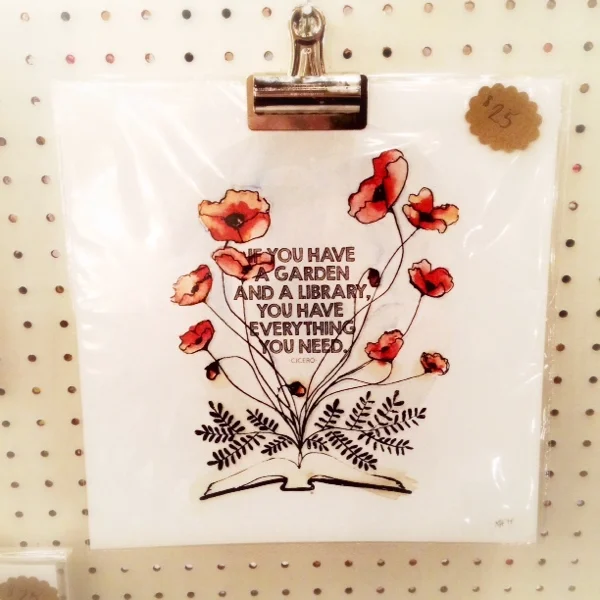 $25
IF YOU HAVE
A GARDEN
AND A LIBRARY,
YOU HAVE
EVERYTHING
YOU NEED.
-CICERO-